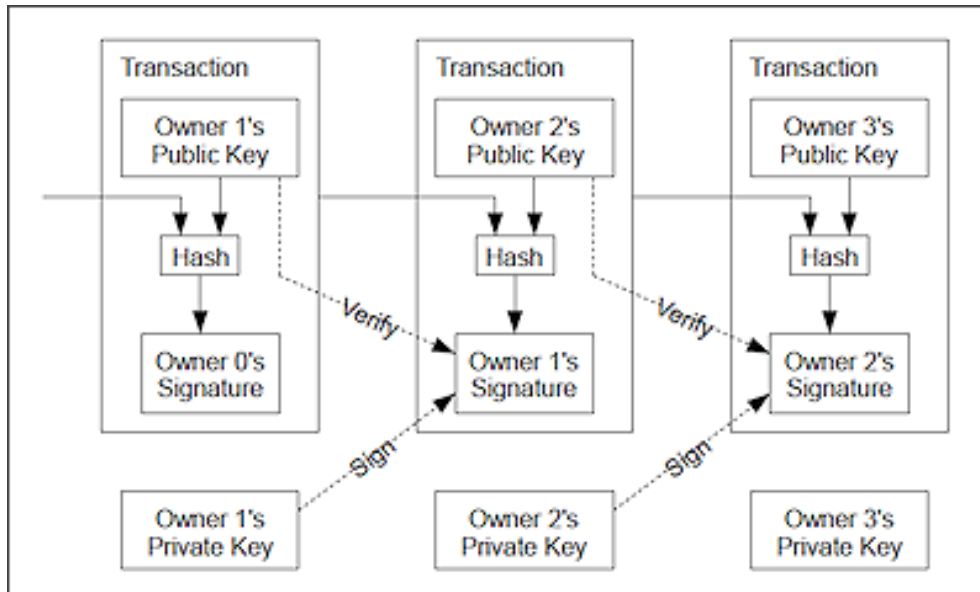 Transaction
Transaction
Transaction
Owner 1's
Public Key
Owner 2's
Public Key
Owner 3's
Public Key
Hash
Hash
Hash
Verify
Verify
Owner 0's
Signature
Owner 1's
Signature
Owner 2's
Signature
Sign
Sign
Owner 1's
Private Key
Owner 2's
Private Key
Owner 3's
Private Key